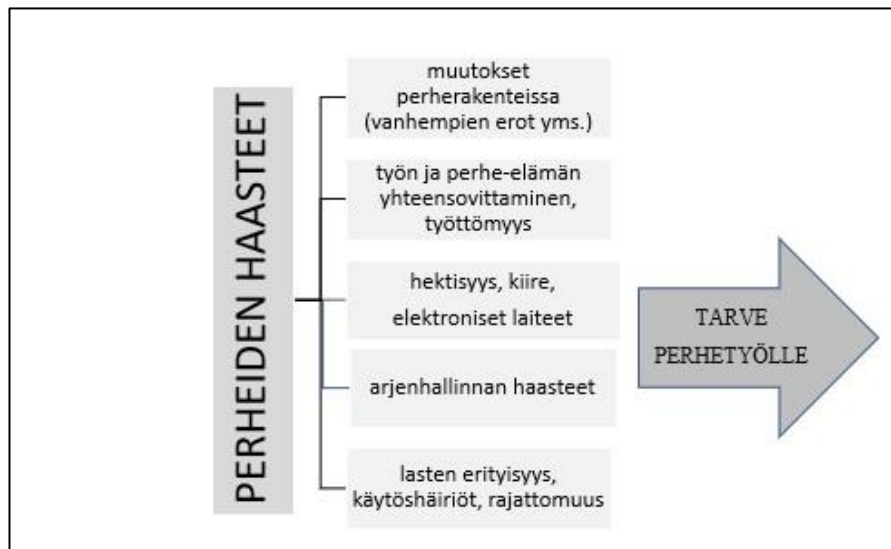 PERHEIDEN HAASTEET
muutokset
perherakenteissa
(vanhempien erot yms.)
työn ja perhe-elämän
yhteensovittaminen,
työttömyys
hektisyys, kiire,
elektroniset laiteet
arjenhallinnan haasteet
lasten erityisyys,
käytöshäiriöt, rajattomuus
TARVE
PERHETYÖLLE